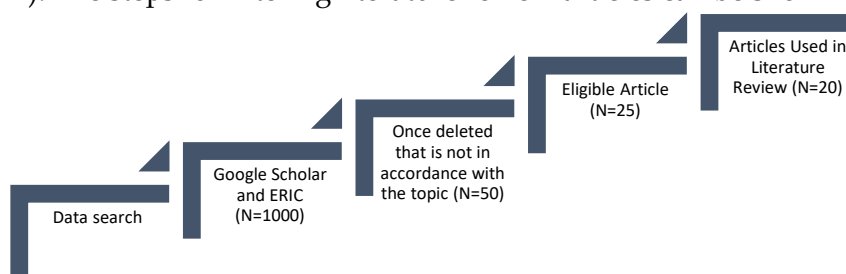 Data search
Google Scholar
and ERIC
(N=1000)
Once deleted
that is not in
accordance with
the topic (N=50)
Eligible Article
(N=25)
Articles Used in
Literature
Review (N=20)